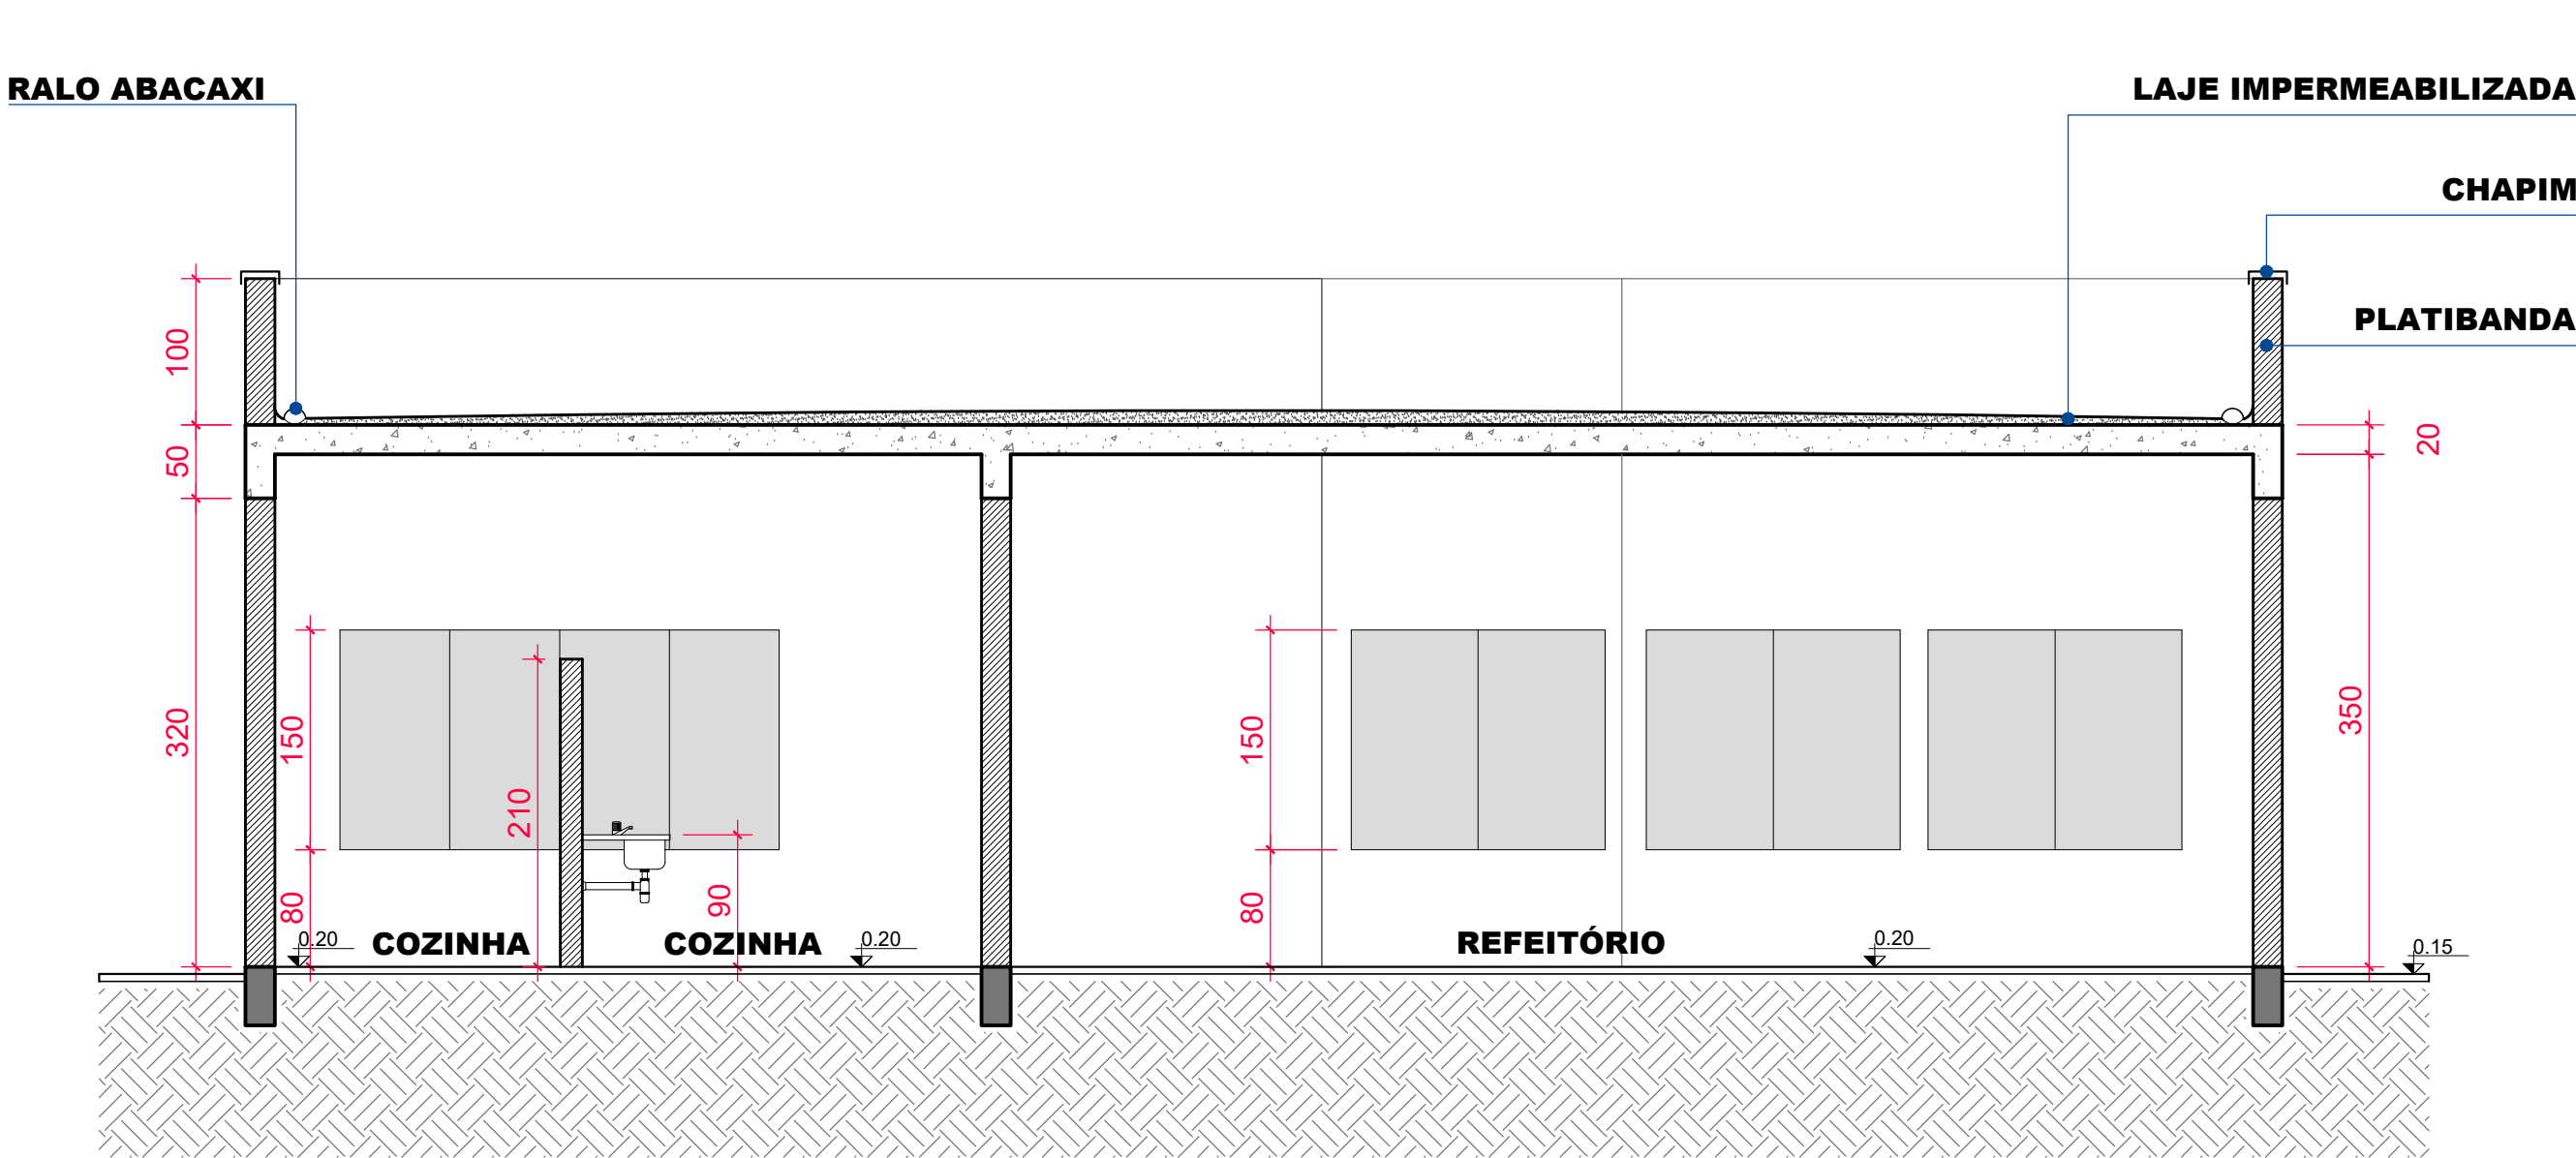 RALO ABACAXI
LAJE IMPERMEABILIZADA
CHAPIM
PLATIBANDA
100
50
20
320
150
210
80
90
150
80
350
0.20
COZINHA
COZINHA
0.20
REFEITÓRIO
0.20
0.15